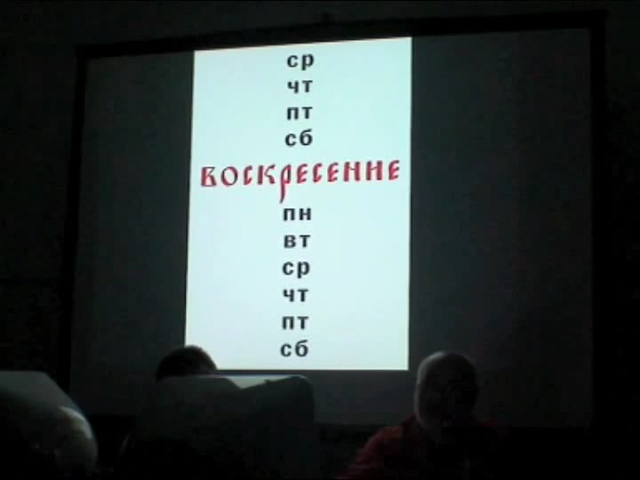 ср
чт
пт
сб
воскресение
пн
вт
ср
чт
пт
сб